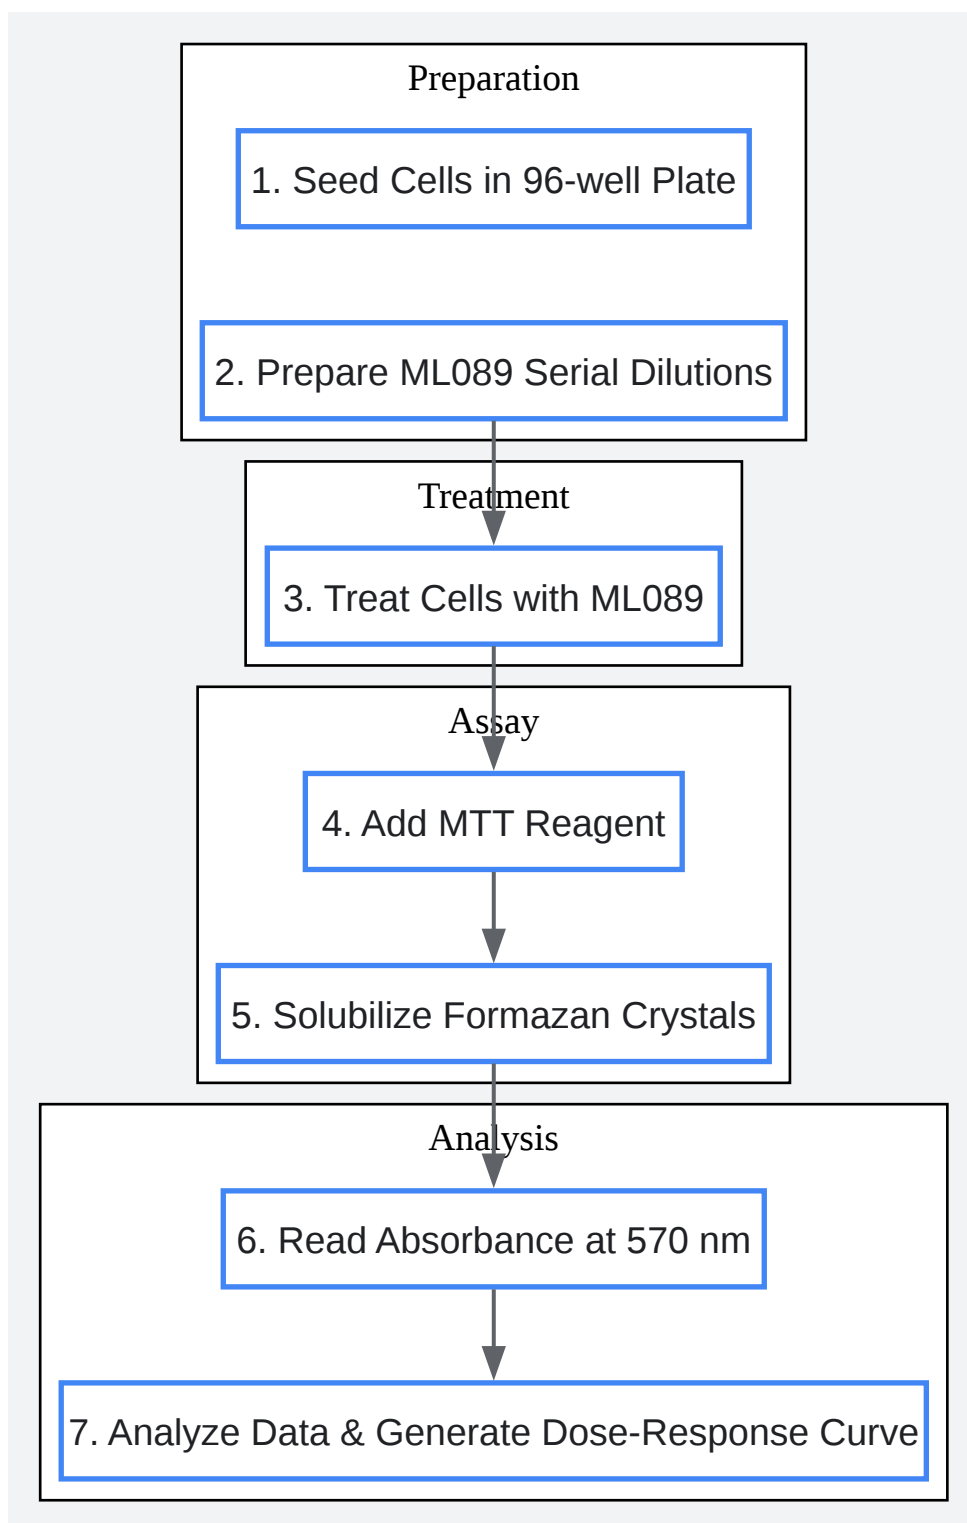 Preparation
1. Seed Cells in 96-well Plate
2. Prepare ML089 Serial Dilutions
Treatment
3. Treat Cells with ML089
Assay
4. Add MTT Reagent
5. Solubilize Formazan Crystals
Analysis
6. Read Absorbance at 570 nm
7. Analyze Data & Generate Dose-Response Curve